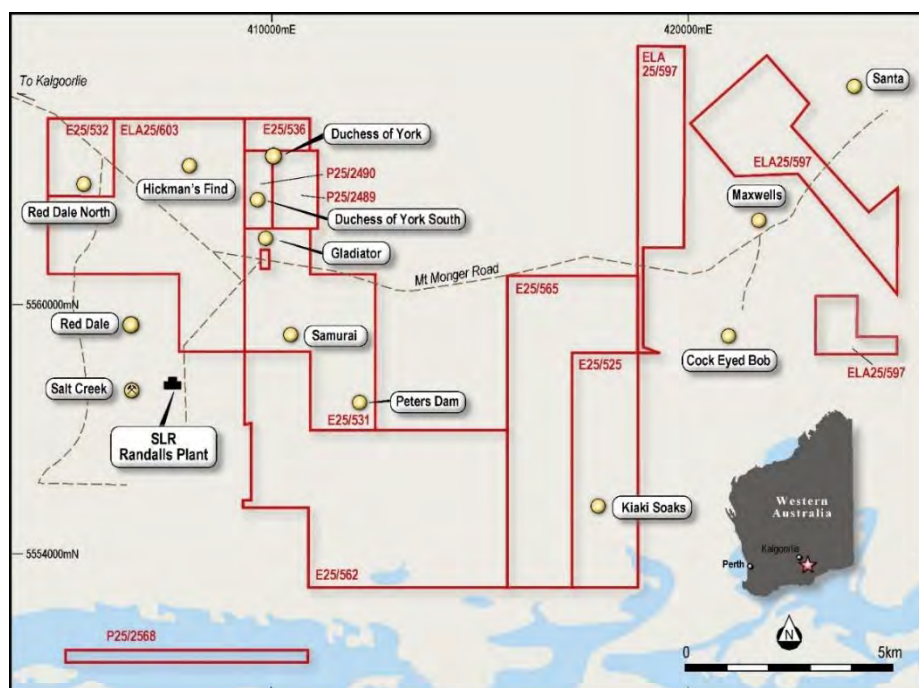 410000mE
420000mE
To Kalgoorlie
ELA
25/597
Santa
E25/532
ELA25/603
E25/536
Duchess of York
P25/2490
ELA25/597
Hickman's Find
P25/2489
Red Dale North
Duchess of York South
Maxwells
Gladiator
Mt Monger Road
E25/565
5560000mN
Red Dale
Samurai
Cock Eyed Bob
E25/525
ELA25/597
Salt Creek
Peters Dam
E25/531
SLR
Randalls Plant
Western
Australia
Kiaki Soaks
Kalgoorlie
Perth
5554000mN
E25/562
N
P25/2568
0
5km